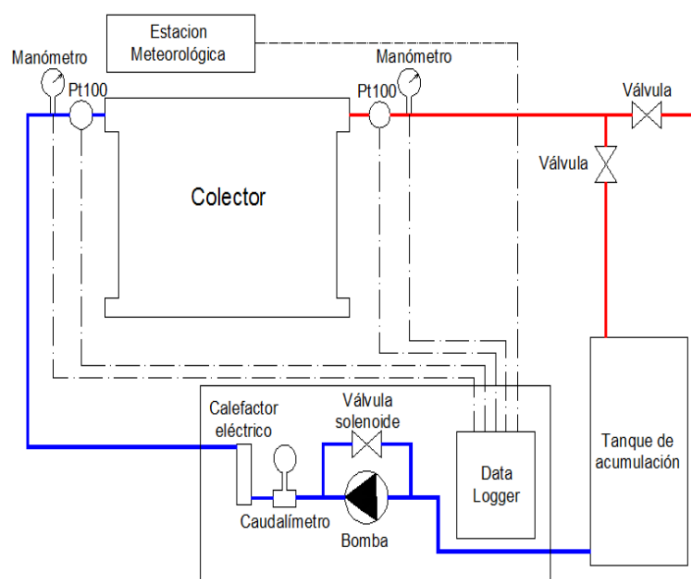 Estacion
Meteorológica
Manómetro
Pt100
Pt100
Manómetro
Válvula
Válvula
Colector
Calefactor
eléctrico
Válvula
solenoide
Caudalímetro
Bomba
Data
Logger
Tanque de
acumulación